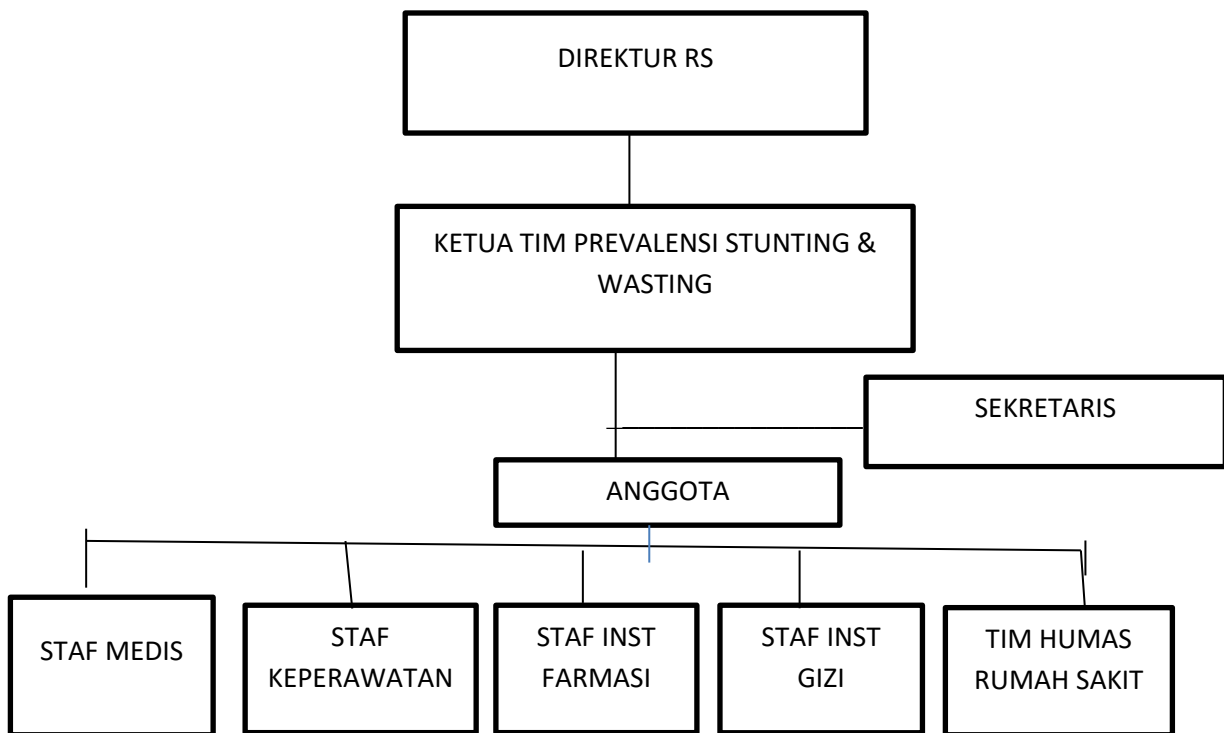 DIREKTUR RS
KETUA TIM PREVALENSI STUNTING &
WASTING
SEKRETARIS
ANGGOTA
STAF MEDIS
STAF
KEPERAWATAN
STAF INST
FARMASI
STAF INST
GIZI
TIM HUMAS
RUMAH SAKIT